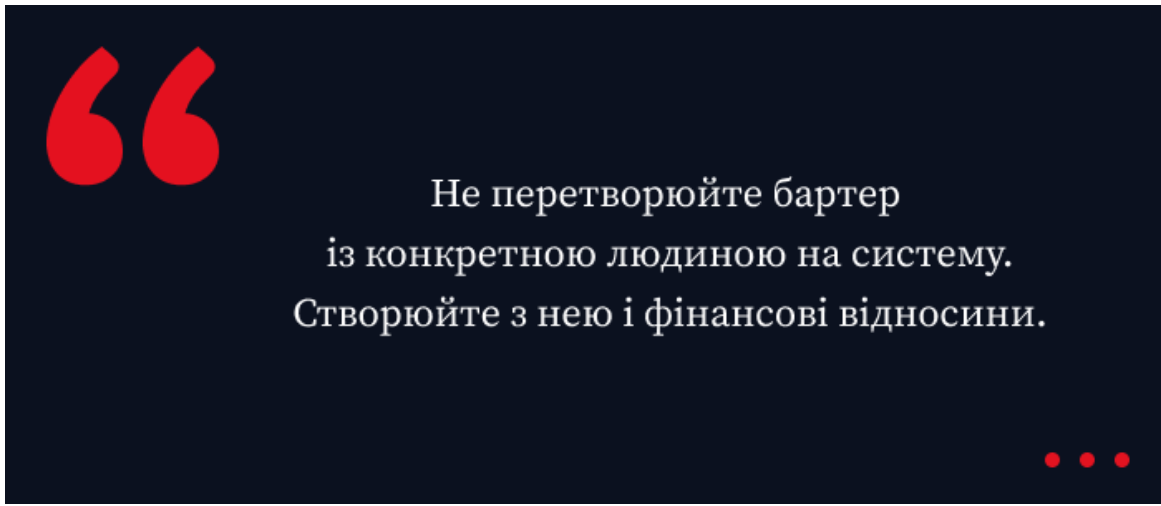 Не перетворюйте бартер
із конкретною людиною на систему.
Створюйте з нею і фінансові відносини.